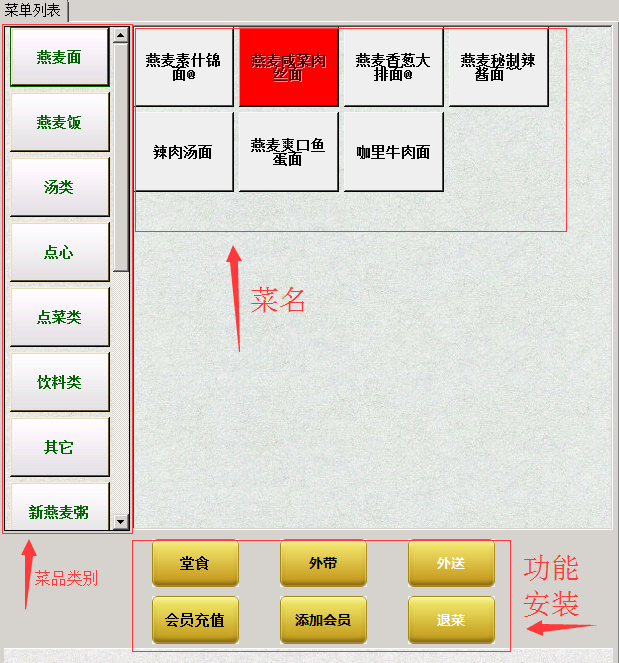 菜单列表
燕麦面
燕麦饭
汤类
点心
点菜类
饮料类
其它
新燕麦粥
燕麦素什锦
面@
燕麦咸菜肉
丝面
燕麦香葱大
排面@
燕麦秘制辣
酱面
辣肉汤面
燕麦爽口鱼
蛋面
咖里牛肉面
菜名
菜品类别
堂食
外带
外送
会员充值
添加会员
退菜
功能
安装